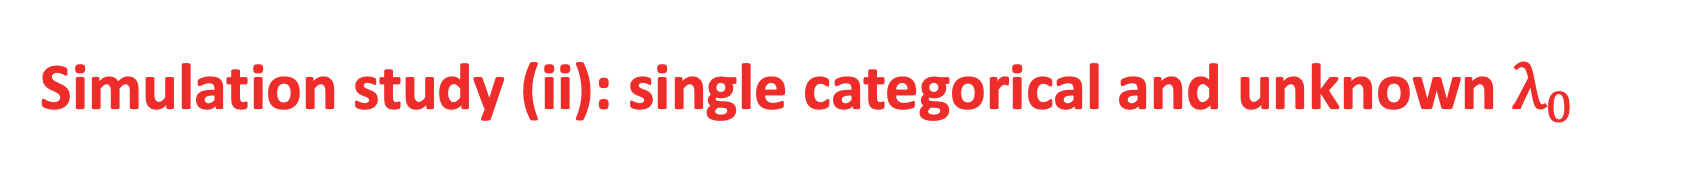 Simulation study (ii): single categorical and unknown λ₀